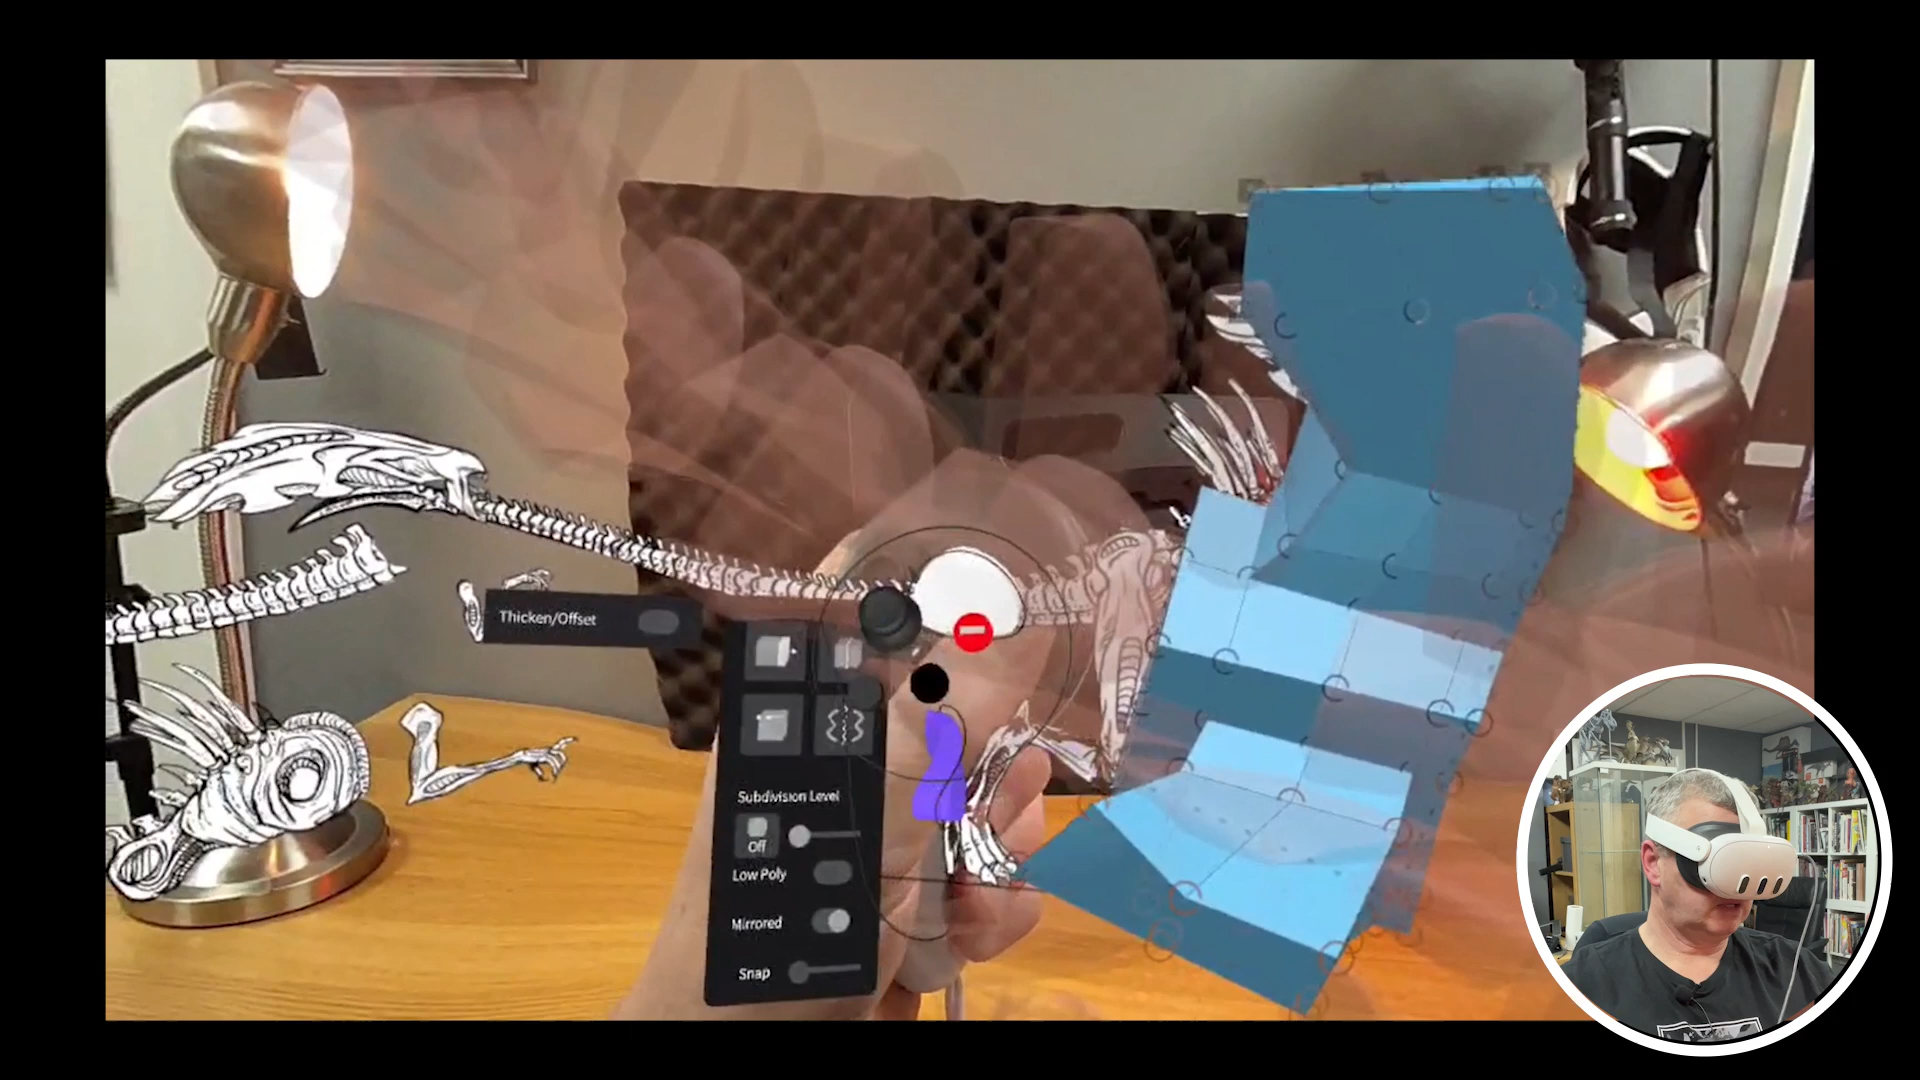 Thicken/Offset
Subdivision Level
Off
Low Poly
Mirrored
Snap